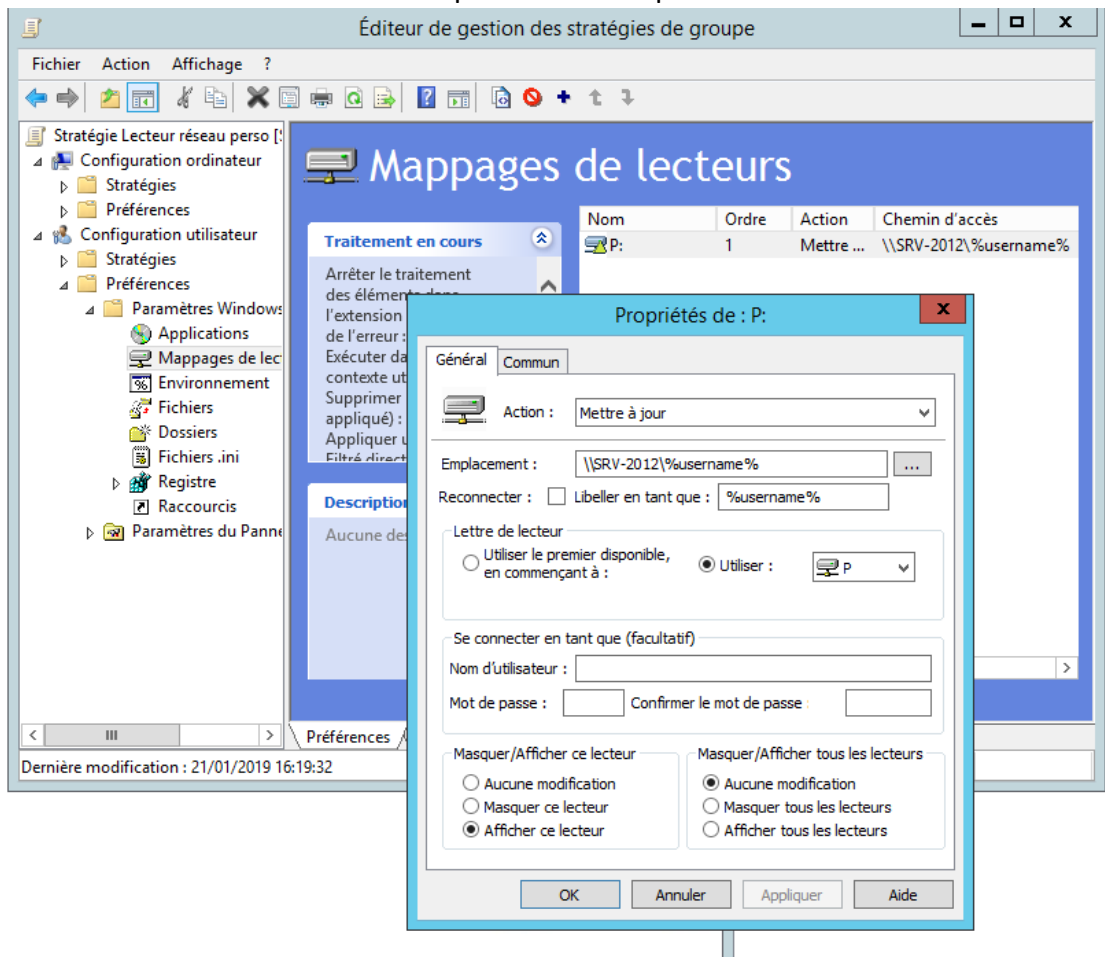 Éditeur de gestion des stratégies de groupe
Fichier Action Affichage ?
Stratégie Lecteur réseau perso [
Configuration ordinateur
Stratégies
Préférences
Configuration utilisateur
Stratégies
Préférences
Paramètres Windows
Applications
Mappages de lec
Environnement
Fichiers
Dossiers
Fichiers .ini
Registre
Raccourcis
Paramètres du Panne
Mappages de lecteurs
Traitement en cours
Arrêter le traitement
des éléments dans
l'extension
de l'erreur :
Exécuter da
contexte ut
Supprimer
appliqué) :
Appliquer u
Filtré direct
Description
Aucune des
Nom Ordre Action Chemin d'accès
P: 1 Mettre ... \\SRV-2012\%username%
Propriétés de : P:
Général Commun
Action : Mettre à jour
Emplacement : \\SRV-2012\%username% ...
Reconnecter : Libeller en tant que : %username%
Lettre de lecteur
Utiliser le premier disponible,
en commençant à :
Utiliser : P
Se connecter en tant que (facultatif)
Nom d'utilisateur :
Mot de passe : Confirmer le mot de passe :
Masquer/Afficher ce lecteur
Aucune modification
Masquer ce lecteur
Afficher ce lecteur
Masquer/Afficher tous les lecteurs
Aucune modification
Masquer tous les lecteurs
Afficher tous les lecteurs
OK Annuler Appliquer Aide
Préférences
Dernière modification : 21/01/2019 16:19:32